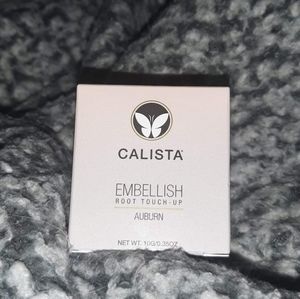 CALISTA®
EMBELLISH
ROOT TOUCH-UP
AUBURN
NET WT. 10G/0.35OZ